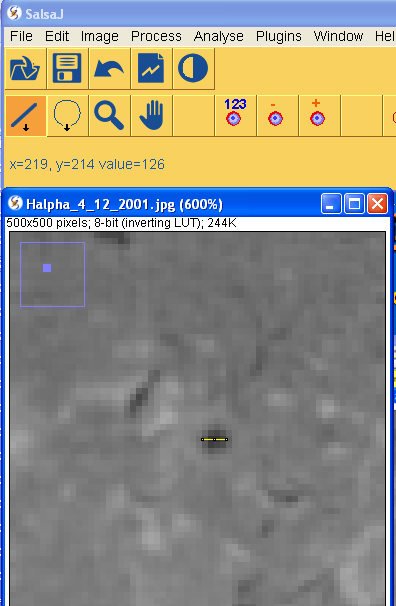 SalsaJ
File Edit Image Process Analyse Plugins Window Hel
123 - +
x=219, y=214 value=126
Halpha_4_12_2001.jpg (600%)
500x500 pixels; 8-bit (inverting LUT); 244K